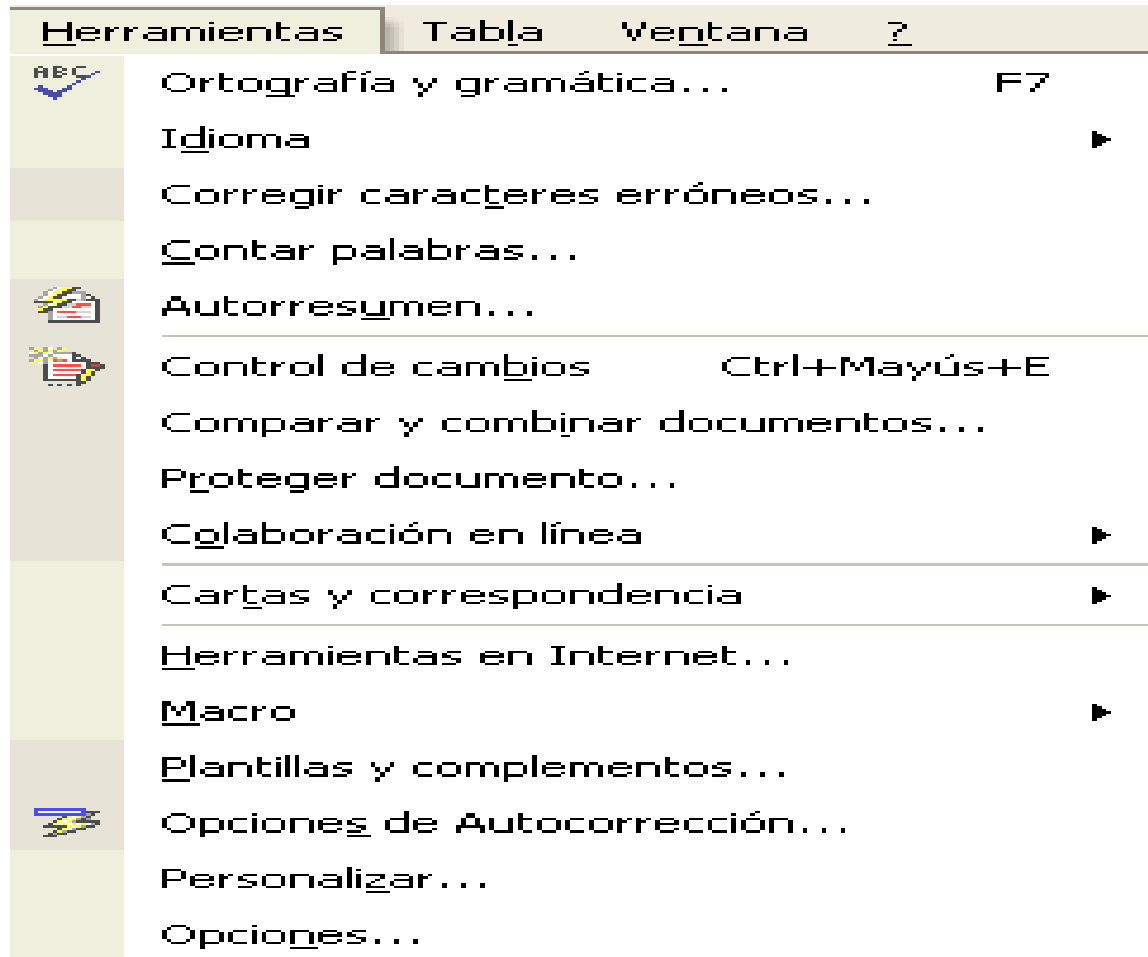 Herramientas Tabla Ventana ?
ABC Ortografía y gramática... F7
Idioma
Corregir caracteres erróneos...
Contar palabras...
Autorresumen...
Control de cambios Ctrl+Mayús+E
Comparar y combinar documentos...
Proteger documento...
Colaboración en línea
Cartas y correspondencia
Herramientas en Internet...
Macro
Plantillas y complementos...
Opciones de Autocorrección...
Personalizar...
Opciones...